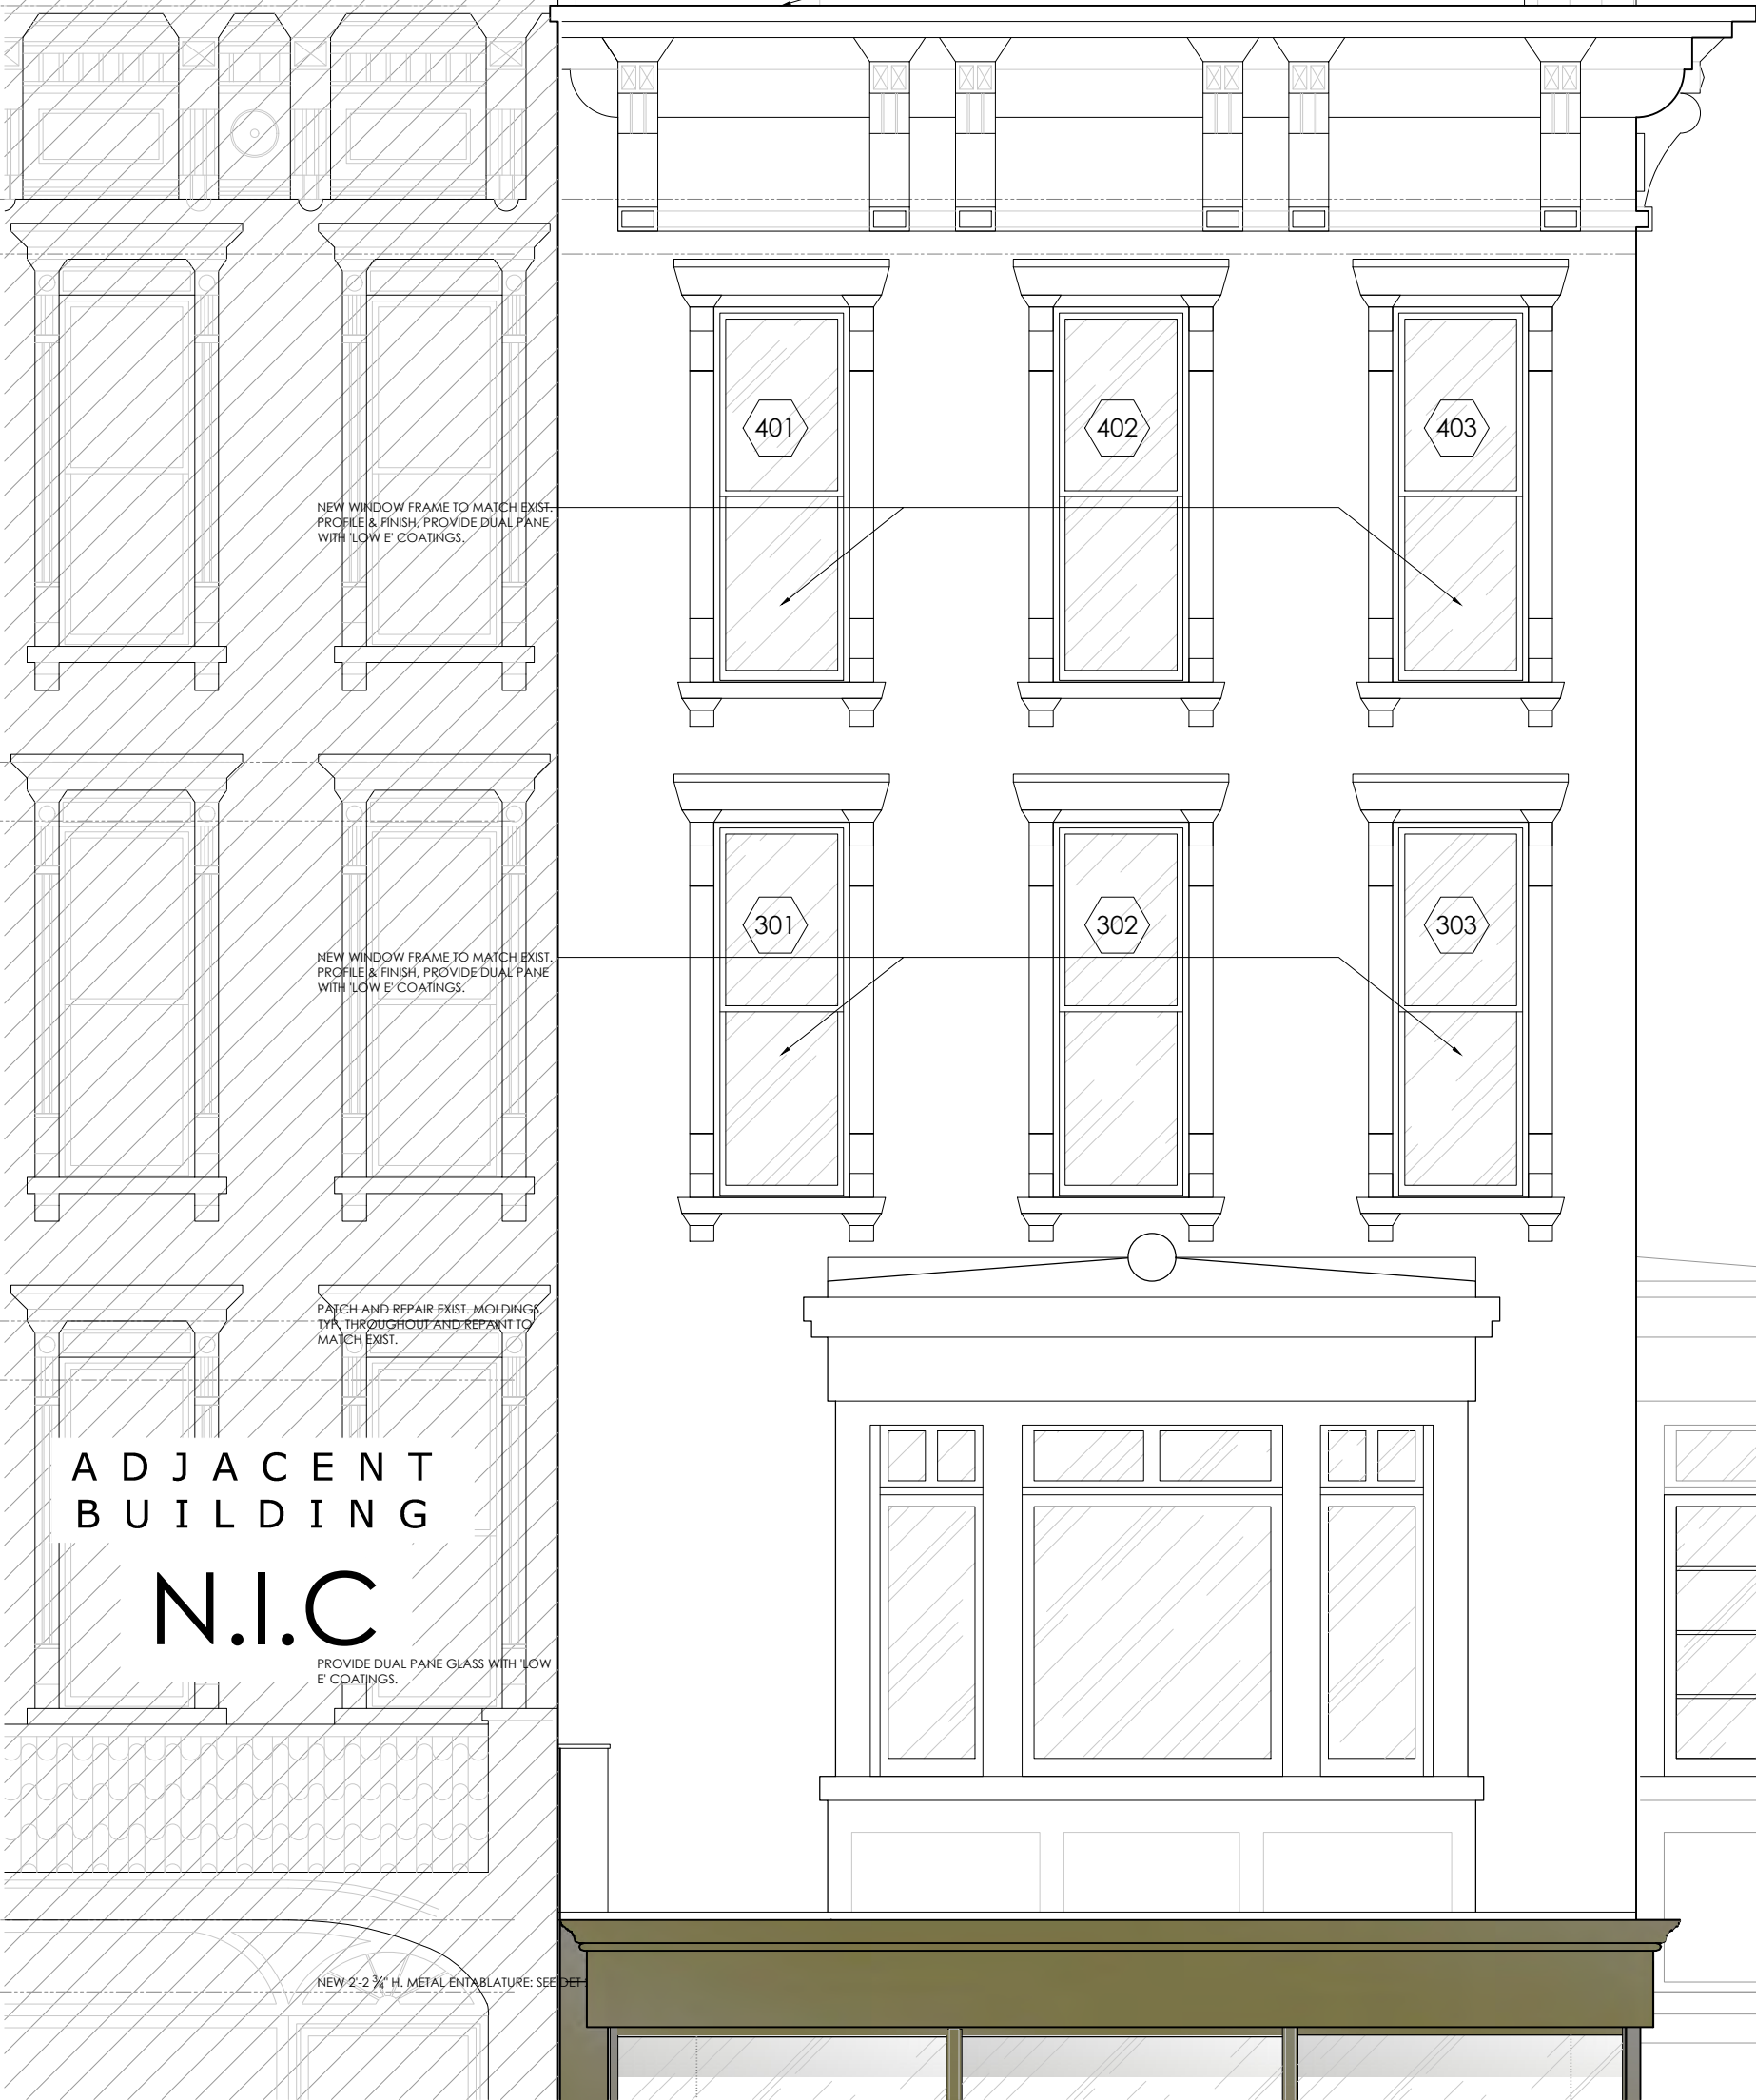 401
402
403
NEW WINDOW FRAME TO MATCH EXIST.
PROFILE & FINISH, PROVIDE DUAL PANE
WITH 'LOW E' COATINGS.
301
302
303
NEW WINDOW FRAME TO MATCH EXIST.
PROFILE & FINISH, PROVIDE DUAL PANE
WITH 'LOW E' COATINGS.
PATCH AND REPAIR EXIST. MOLDINGS,
TYP. THROUGHOUT AND REPAINT TO
MATCH EXIST.
ADJACENT
BUILDING
N.I.C
PROVIDE DUAL PANE GLASS WITH 'LOW
E' COATINGS.
NEW 2'-2 ¾" H. METAL ENTABLATURE: SEE DET